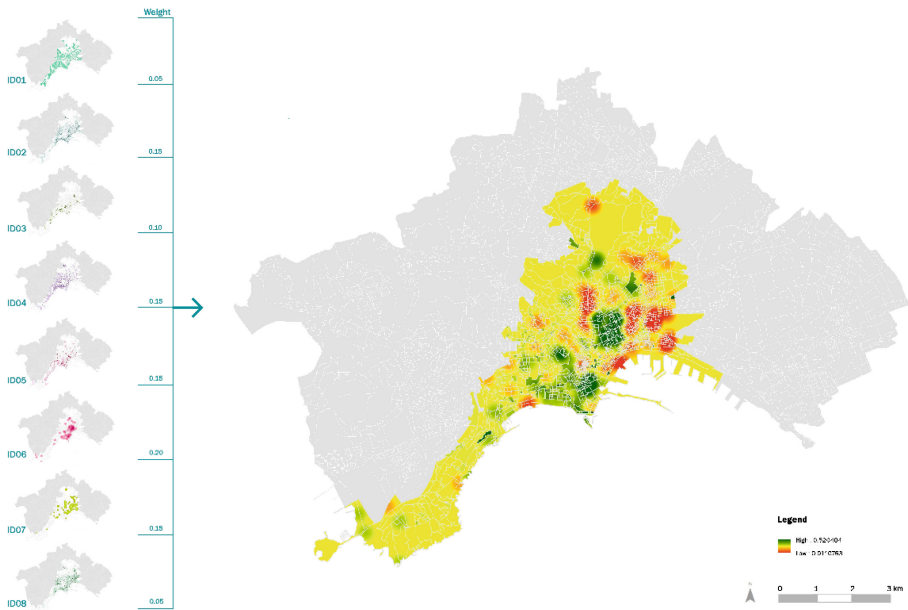 Weight
ID01
0.05
ID02
0.15
ID03
0.10
ID04
0.15
ID05
0.15
ID06
0.20
ID07
0.15
ID08
0.05
Legend
High :
Low :
0 1 2 3 km